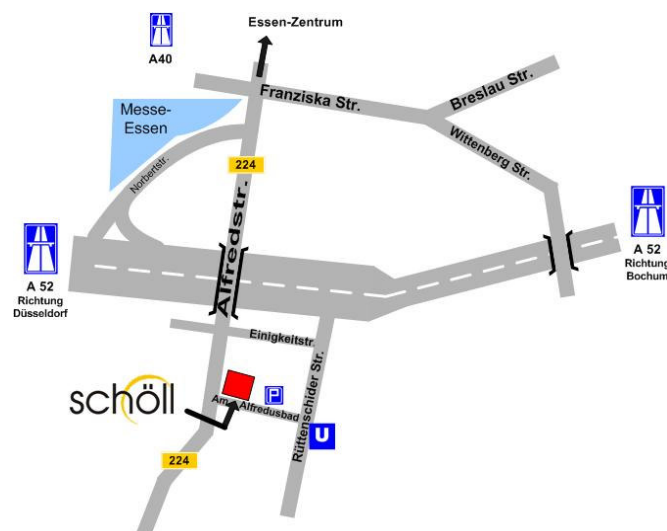 Essen-Zentrum
A40
Franziska Str.
Breslau Str.
Messe-
Essen
Wittenberg Str.
Norbertstr.
224
Alfredstr.
A 52
Richtung
Düsseldorf
A 52
Richtung
Bochum
Einigkeitstr.
Rüttenschider Str.
schöll
P
Am Alfredusbad
U
224